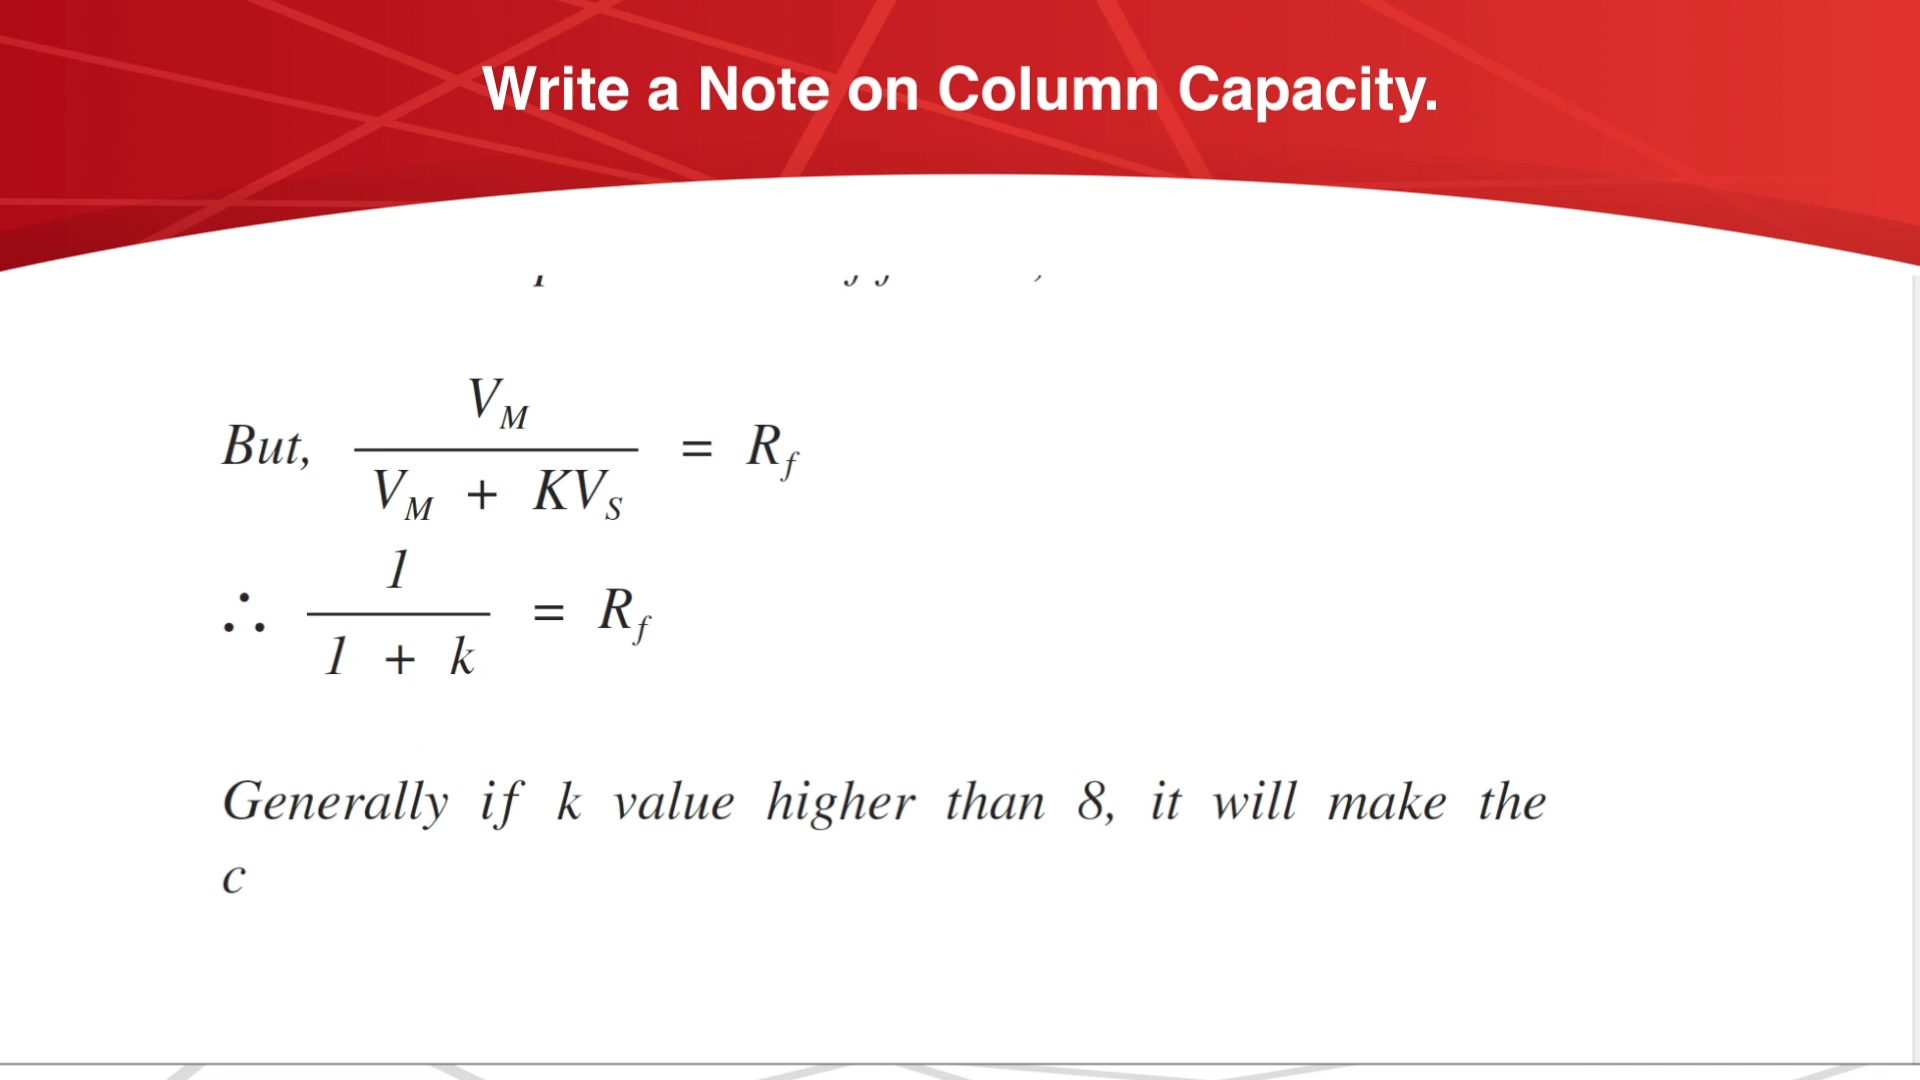 Write a Note on Column Capacity.
But, V_M / (V_M + KV_S) = R_f
∴ 1 / (1 + k) = R_f
Generally if k value higher than 8, it will make the
c